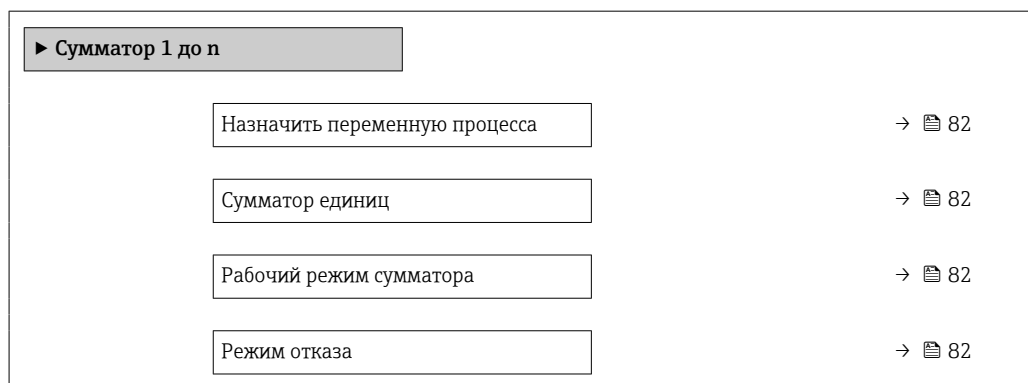 ▶ Сумматор 1 до n
Назначить переменную процесса → 82
Сумматор единиц → 82
Рабочий режим сумматора → 82
Режим отказа → 82